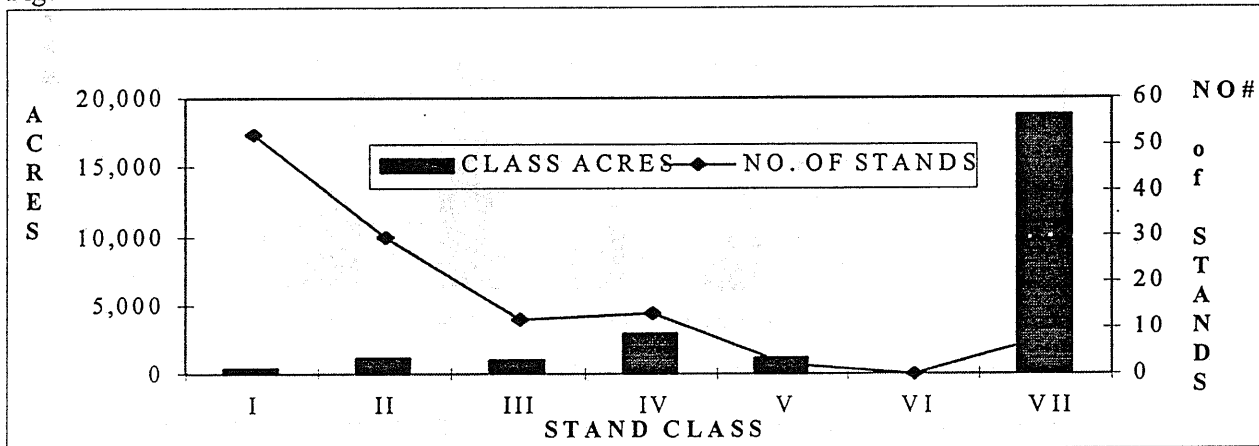 ACRES
20,000
15,000
10,000
5,000
0
CLASS ACRES NO. OF STANDS
60
50
40
30
20
10
0
NO# of STANDS
I II III IV V VI VII
STAND CLASS